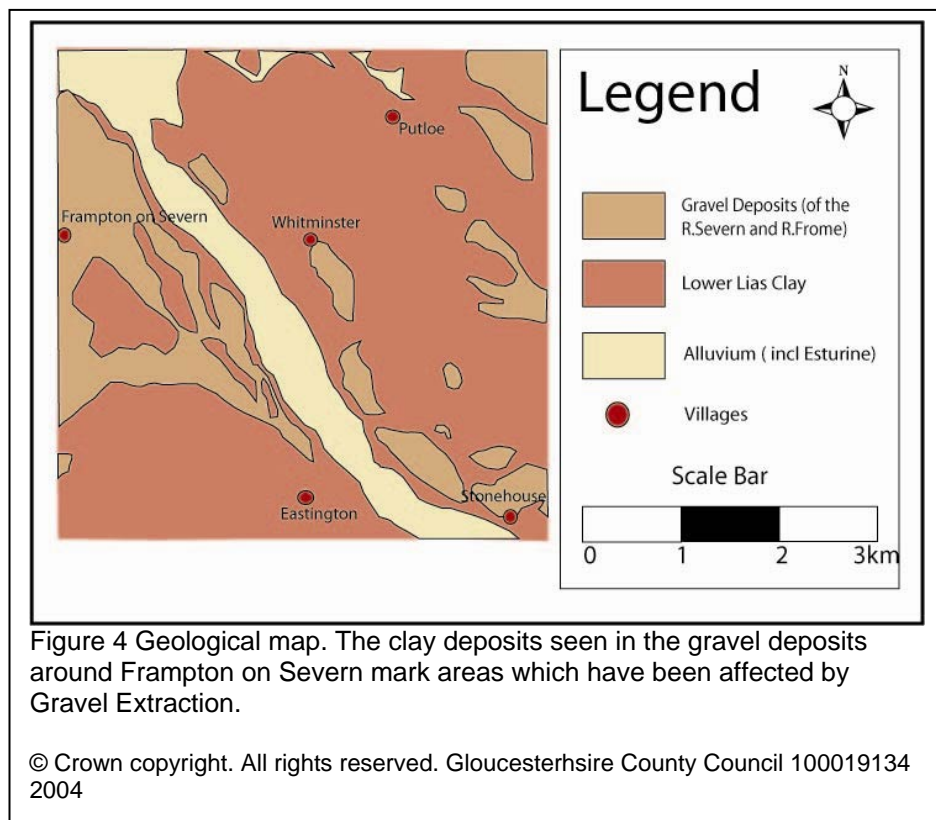 Legend
N
Putloe
Frampton on Severn
Whitminster
Eastington
Stonehouse
Gravel Deposits (of the
R.Severn and R.Frome)
Lower Lias Clay
Alluvium ( incl Esturine)
Villages
Scale Bar
0 1 2 3km
Figure 4 Geological map. The clay deposits seen in the gravel deposits
around Frampton on Severn mark areas which have been affected by
Gravel Extraction.
© Crown copyright. All rights reserved. Gloucesterhsire County Council 100019134
2004